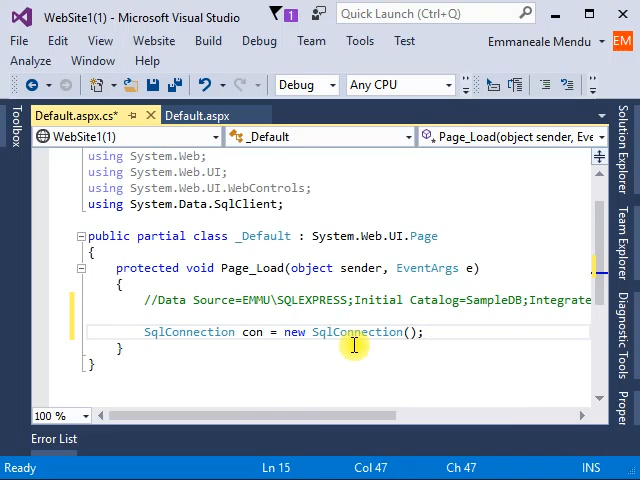 WebSite1(1) - Microsoft Visual Studio
1
Quick Launch (Ctrl+Q)
File Edit View Website Build Debug Team Tools Test
Emmaneale Mendu EM
Analyze Window Help
Debug Any CPU
Default.aspx.cs* Default.aspx
WebSite1(1) _Default Page_Load(object sender, Eve
Toolbox
using System.Web;
using System.Web.UI;
using System.Web.UI.WebControls;
using System.Data.SqlClient;
public partial class _Default : System.Web.UI.Page
{
protected void Page_Load(object sender, EventArgs e)
{
//Data Source=EMMU\SQLEXPRESS;Initial Catalog=SampleDB;Integrate
SqlConnection con = new SqlConnection();
}
}
100 %
Solution Explorer
Team Explorer
Diagnostic Tools
Proper
Error List
Ready Ln 15 Col 47 Ch 47 INS